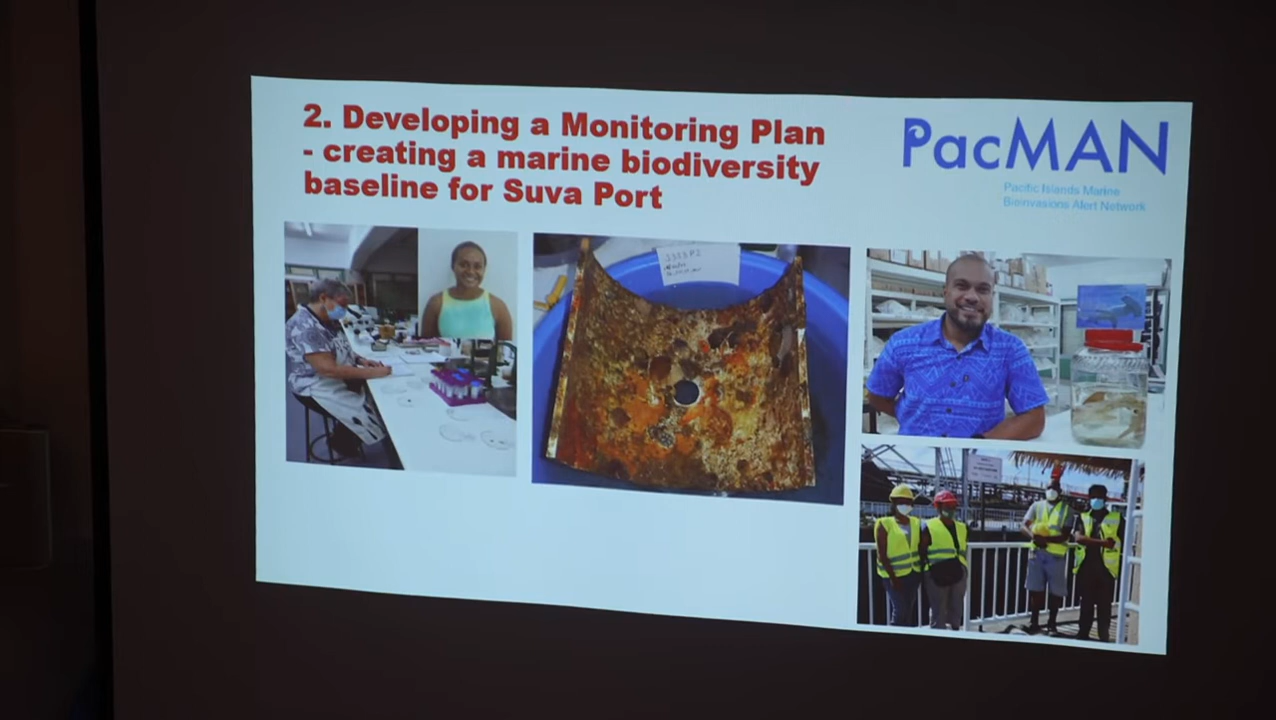 2. Developing a Monitoring Plan
- creating a marine biodiversity
baseline for Suva Port
PacMAN
Pacific Islands Marine
Bioinvasions Alert Network